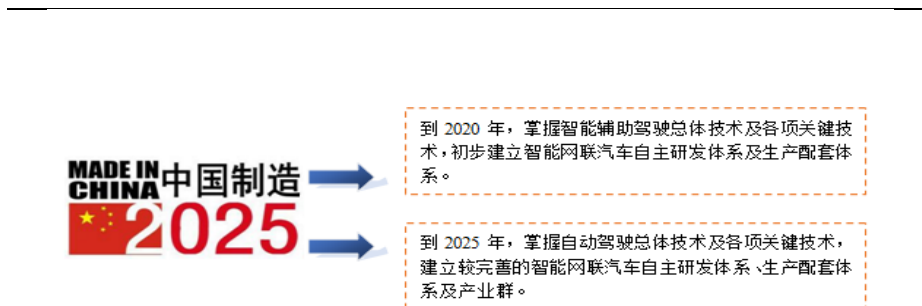 到 2020 年，掌握智能辅助驾驶总体技术及各项关键技
术，初步建立智能网联汽车自主研发体系及生产配套体
系。
MADE IN
CHINA
中国制造
2025
到 2025 年，掌握自动驾驶总体技术及各项关键技术，
建立较完善的智能网联汽车自主研发体系、生产配套体
系及产业群。